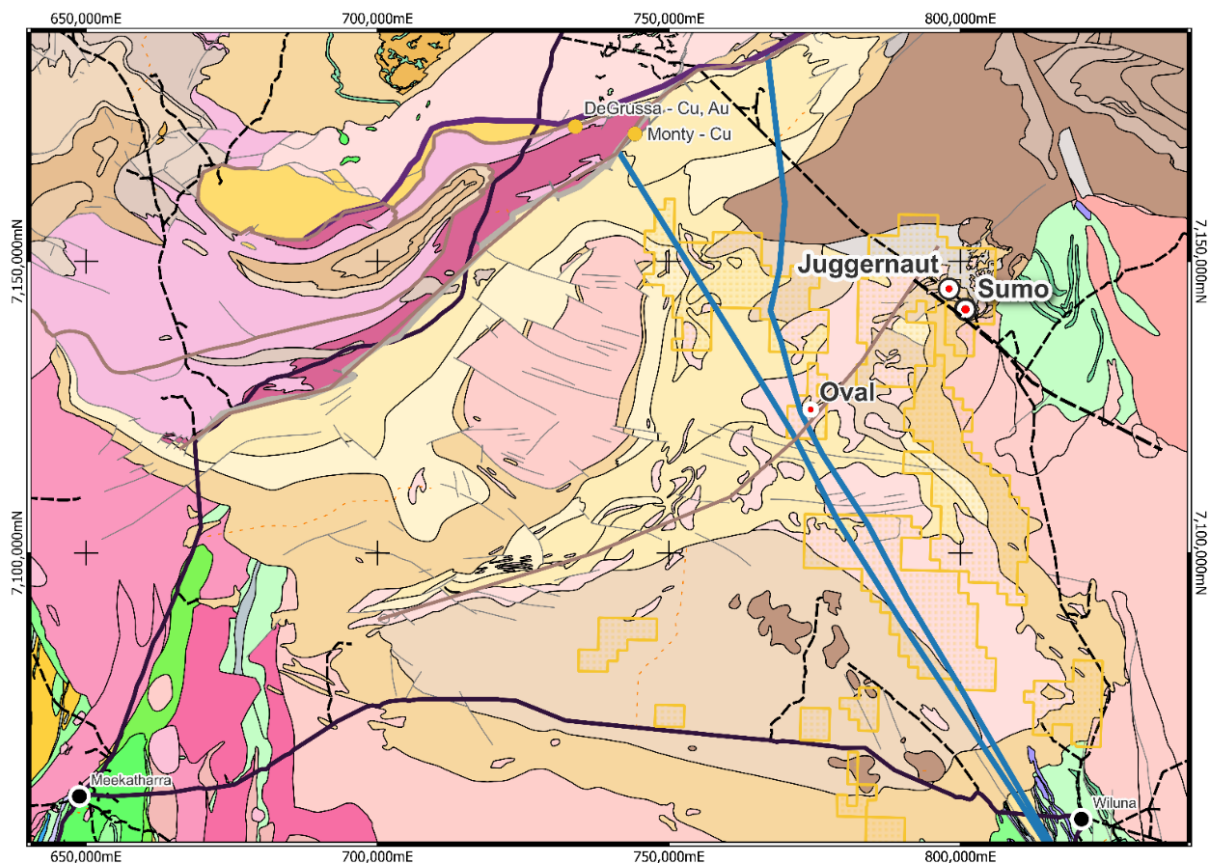 650,000mE
700,000mE
750,000mE
800,000mE
DeGrussa - Cu, Au
Monty - Cu
7,150,000mN
7,150,000mN
Juggernaut
Sumo
Oval
7,100,000mN
7,100,000mN
Meekatharra
Wiluna
650,000mE
700,000mE
750,000mE
800,000mE